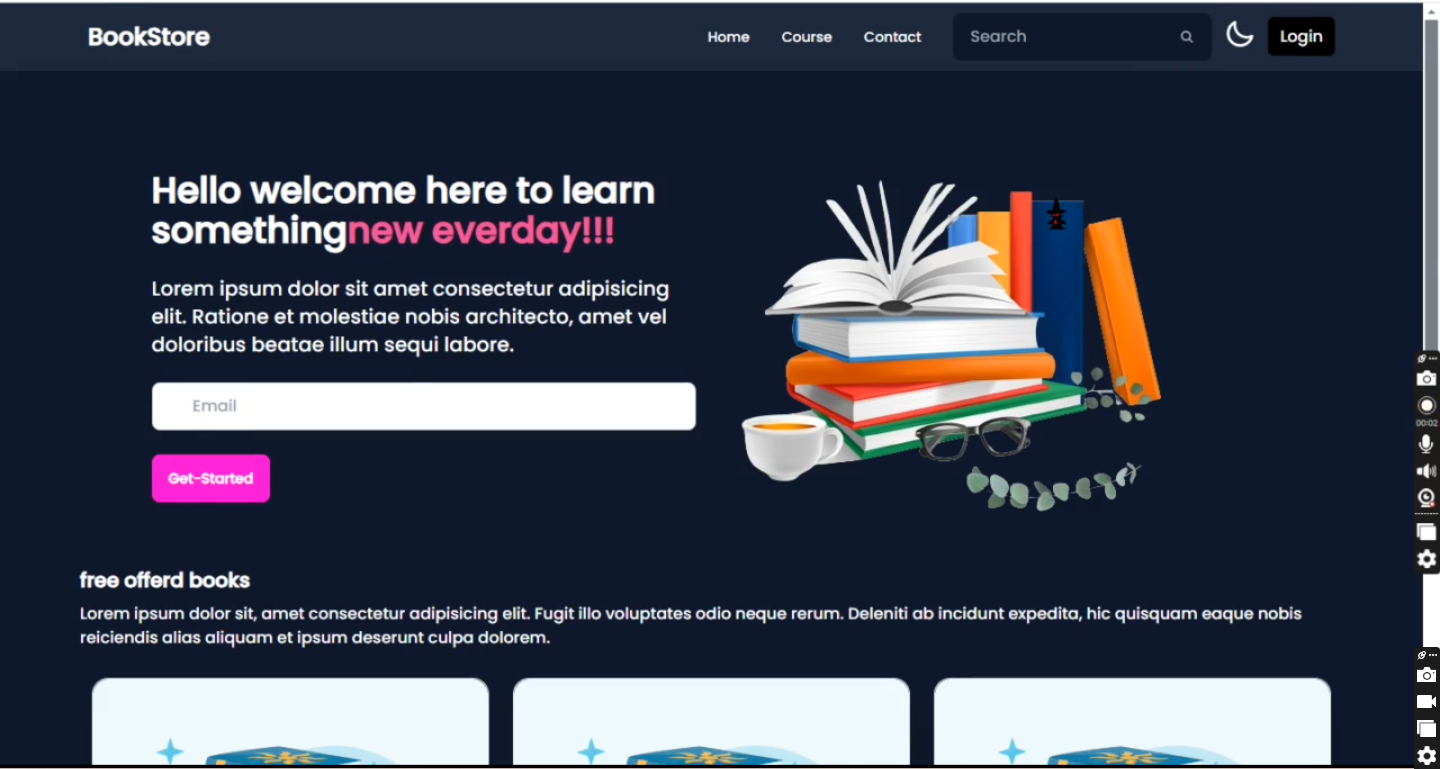 BookStore
Home Course Contact Search Login
Hello welcome here to learn
somethingnew everday!!!
Lorem ipsum dolor sit amet consectetur adipisicing
elit. Ratione et molestiae nobis architecto, amet vel
doloribus beatae illum sequi labore.
Email
Get-Started
free offerd books
Lorem ipsum dolor sit, amet consectetur adipisicing elit. Fugit illo voluptates odio neque rerum. Deleniti ab incidunt expedita, hic quisquam eaque nobis
reiciendis alias aliquam et ipsum deserunt culpa dolorem.
00:02